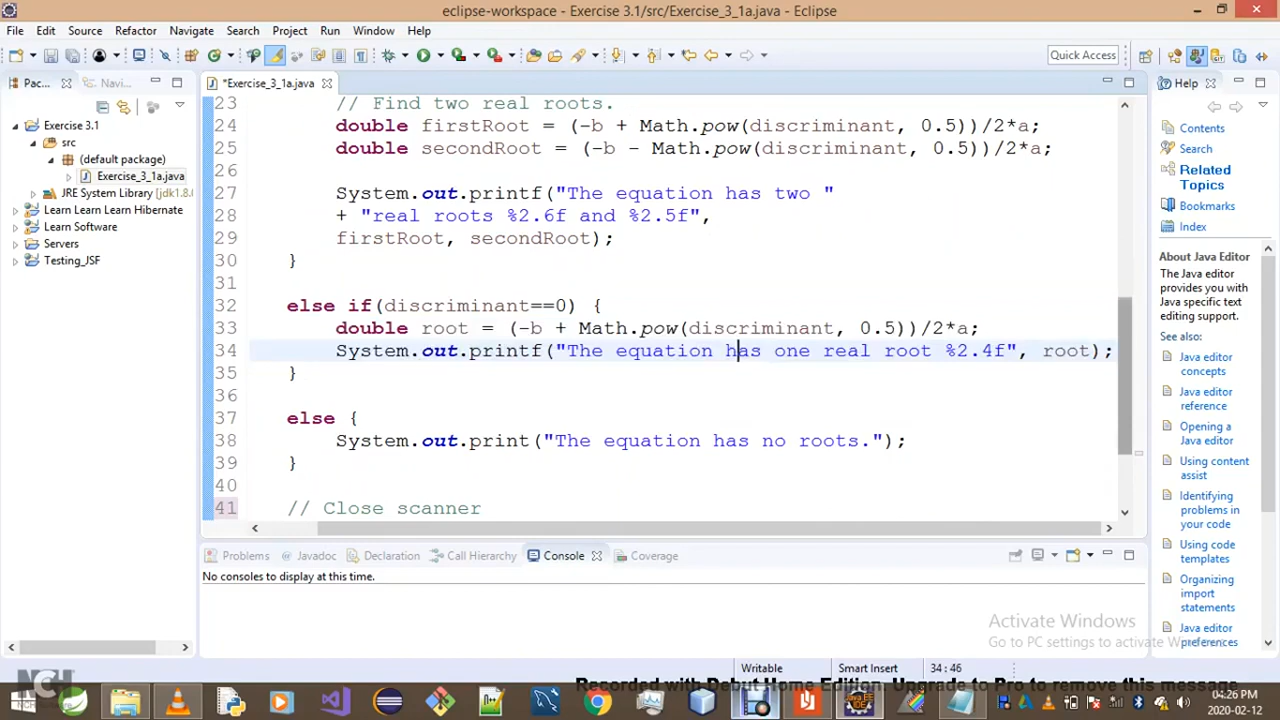 eclipse-workspace - Exercise 3.1/src/Exercise_3_1a.java - Eclipse
File Edit Source Refactor Navigate Search Project Run Window Help
Quick Access
Pac... Navi...
*Exercise_3_1a.java
Help
Exercise 3.1
src
(default package)
Exercise_3_1a.java
JRE System Library [jdk1.8.0
Learn Learn Learn Hibernate
Learn Software
Servers
Testing_JSF
23 // Find two real roots.
24 double firstRoot = (-b + Math.pow(discriminant, 0.5))/2*a;
25 double secondRoot = (-b - Math.pow(discriminant, 0.5))/2*a;
26
27 System.out.printf("The equation has two "
28 + "real roots %2.6f and %2.5f",
29 firstRoot, secondRoot);
30 }
31
32 else if(discriminant==0) {
33 double root = (-b + Math.pow(discriminant, 0.5))/2*a;
34 System.out.printf("The equation has one real root %2.4f", root);
35 }
36
37 else {
38 System.out.print("The equation has no roots.");
39 }
40
41 // Close scanner
Contents
Search
Related
Topics
Bookmarks
Index
About Java Editor
The Java editor
provides you with
Java specific text
editing support.
See also:
Java editor
concepts
Java editor
reference
Opening a
Java editor
Using content
assist
Identifying
problems in
your code
Using code
templates
Organizing
import
statements
Java editor
preferences
Problems Javadoc Declaration Call Hierarchy Console Coverage
No consoles to display at this time.
Activate Windows
Go to PC settings to activate Windows.
Writable Smart Insert 34 : 46
NCH
Recorded with Debut Home Edition. Upgrade to Pro to remove this message
04:26 PM
2020-02-12